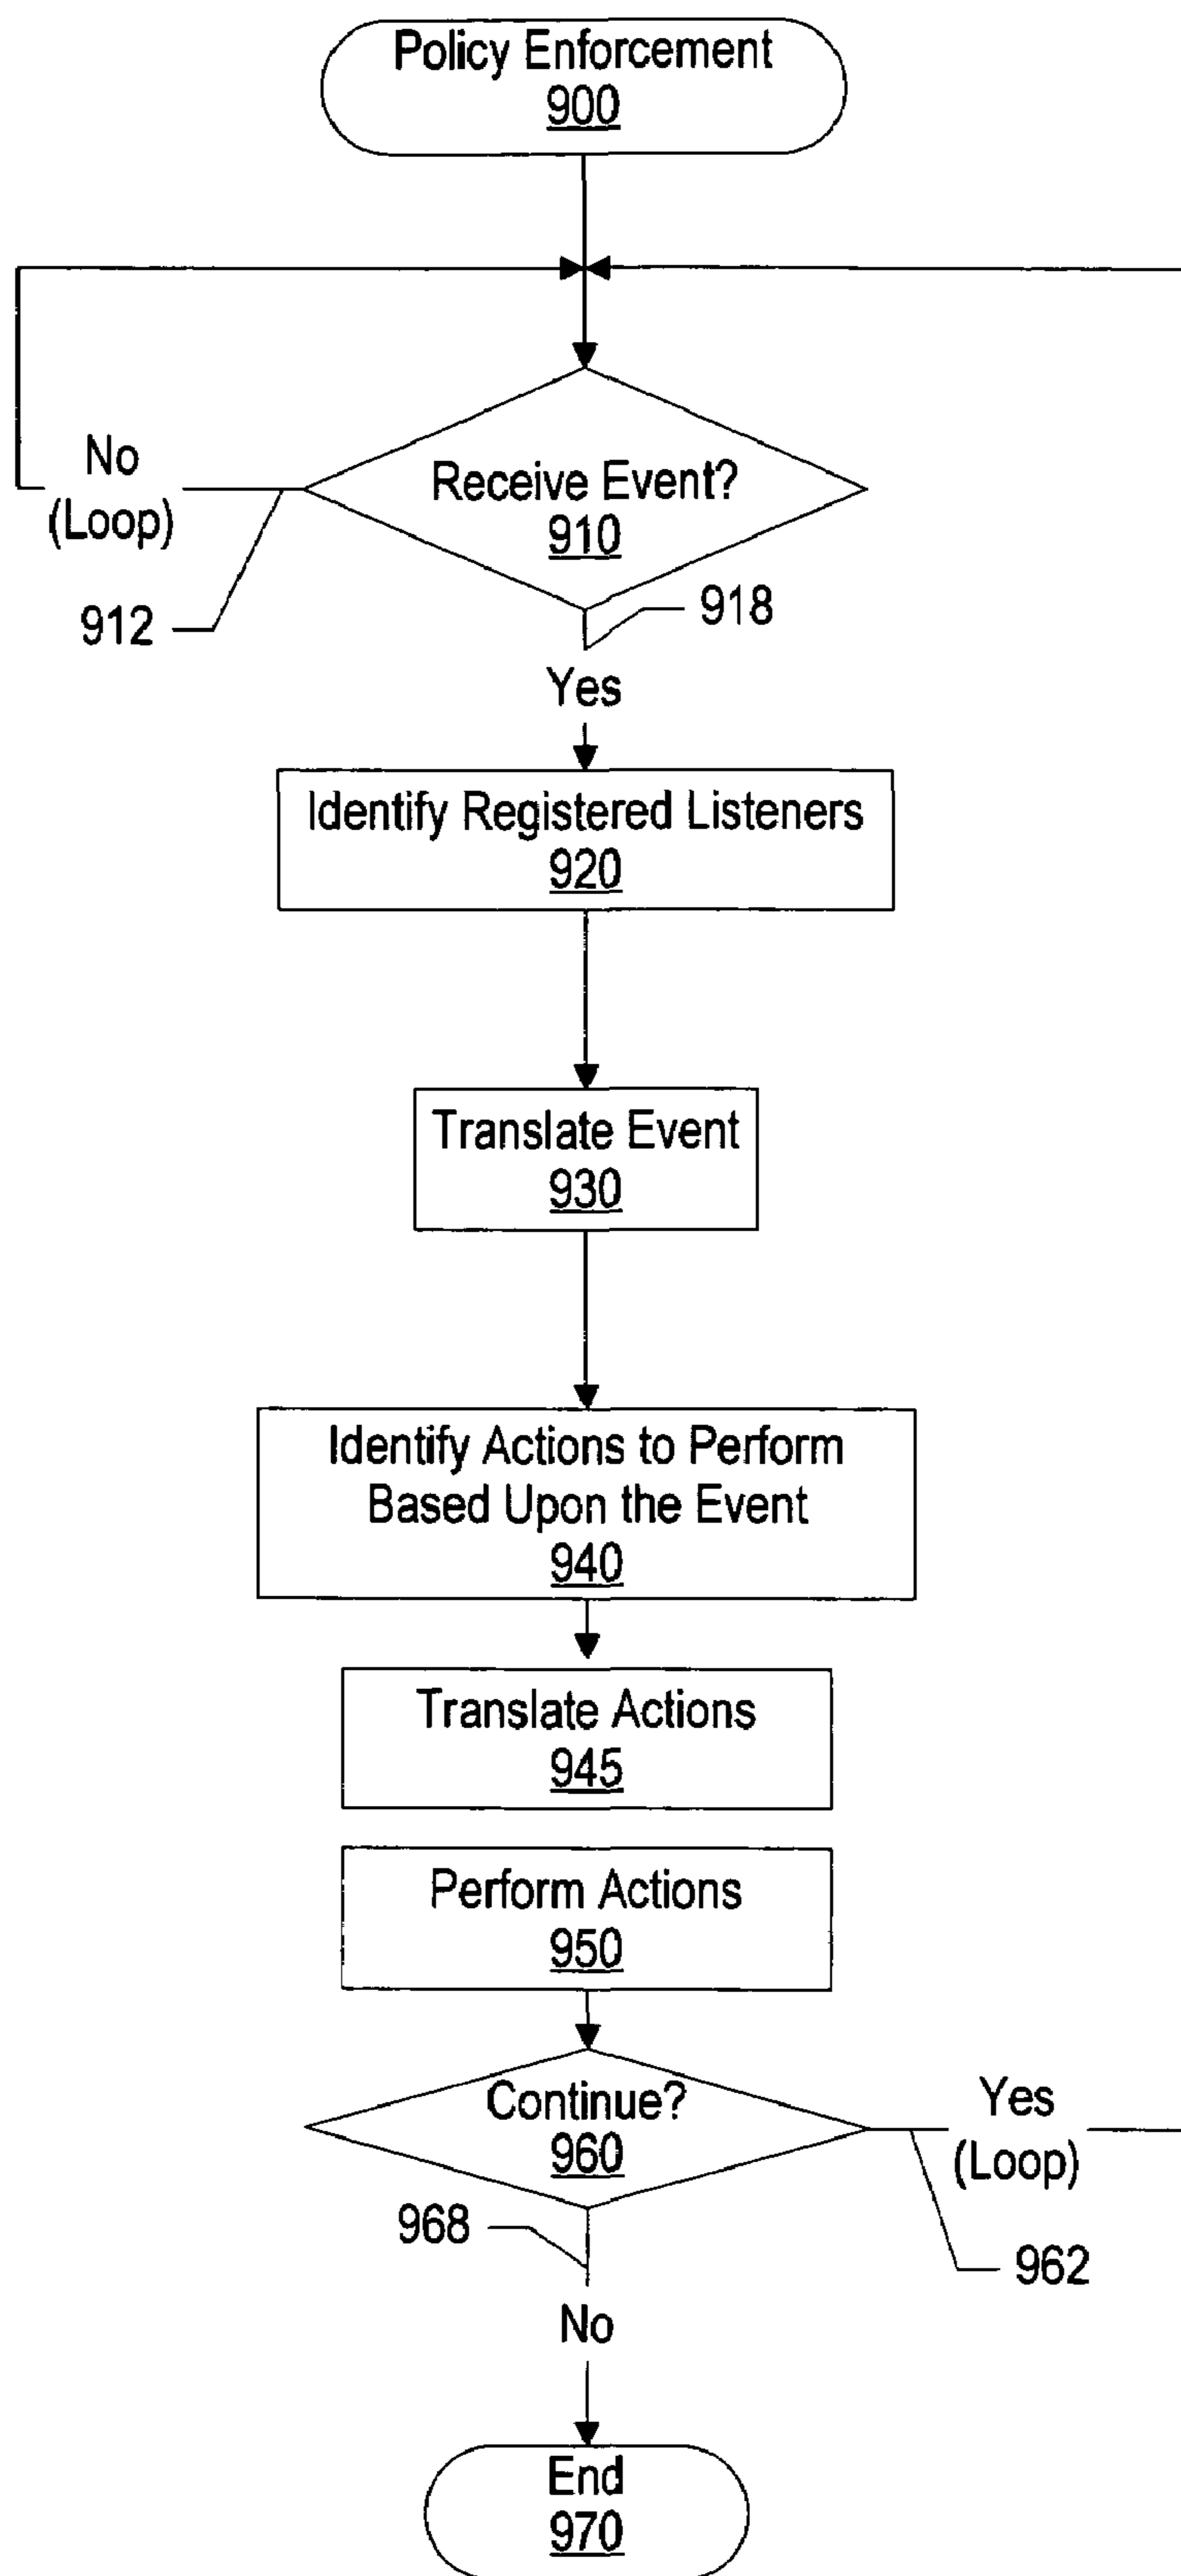 Policy Enforcement
900
No
(Loop)
Receive Event?
910
912
918
Yes
Identify Registered Listeners
920
Translate Event
930
Identify Actions to Perform
Based Upon the Event
940
Translate Actions
945
Perform Actions
950
Continue?
960
Yes
(Loop)
968
962
No
End
970